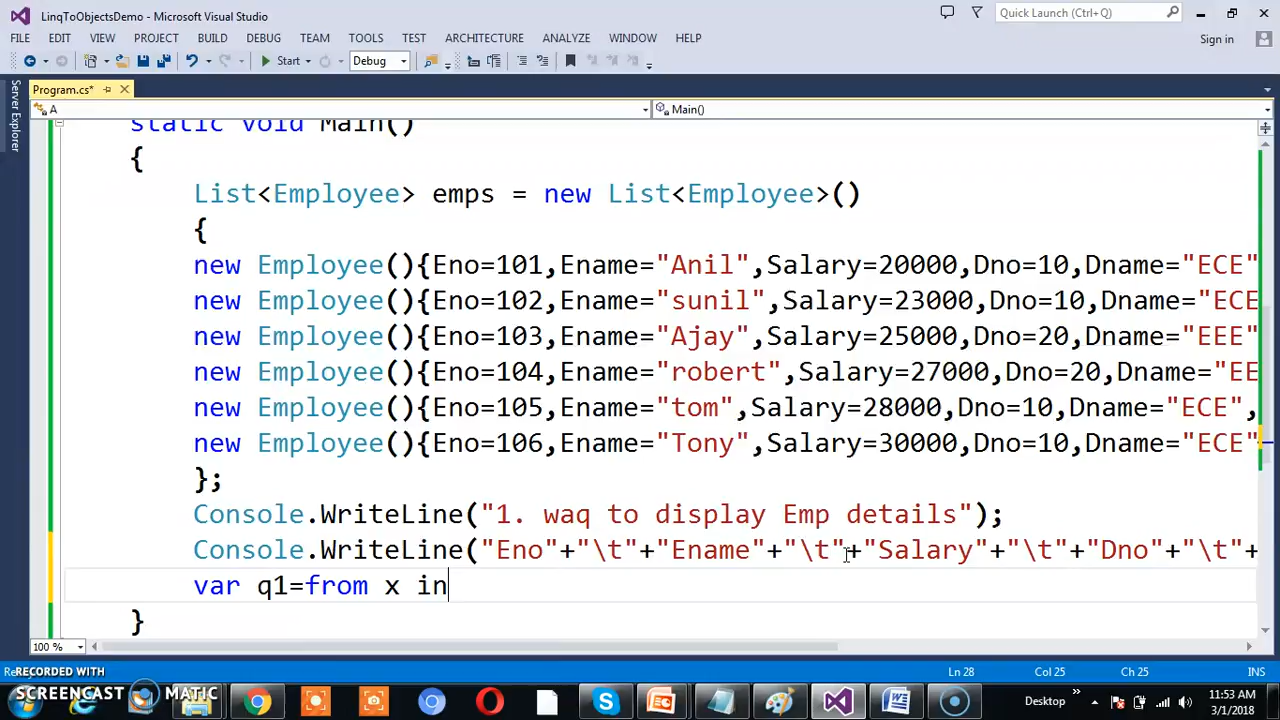 LinqToObjectsDemo - Microsoft Visual Studio
Quick Launch (Ctrl+Q)
FILE EDIT VIEW PROJECT BUILD DEBUG TEAM TOOLS TEST ARCHITECTURE ANALYZE WINDOW HELP
Sign in
Start Debug
Server Explorer
Program.cs*
A Main()
static void Main()
{
List<Employee> emps = new List<Employee>()
{
new Employee(){Eno=101,Ename="Anil",Salary=20000,Dno=10,Dname="ECE"
new Employee(){Eno=102,Ename="sunil",Salary=23000,Dno=10,Dname="ECE
new Employee(){Eno=103,Ename="Ajay",Salary=25000,Dno=20,Dname="EEE"
new Employee(){Eno=104,Ename="robert",Salary=27000,Dno=20,Dname="EE
new Employee(){Eno=105,Ename="tom",Salary=28000,Dno=10,Dname="ECE",
new Employee(){Eno=106,Ename="Tony",Salary=30000,Dno=10,Dname="ECE"
};
Console.WriteLine("1. waq to display Emp details");
Console.WriteLine("Eno"+"\t"+"Ename"+"\t"+"Salary"+"\t"+"Dno"+"\t"+
var q1=from x in
}
100 %
RECORDED WITH
Ln 28 Col 25 Ch 25 INS
SCREENCAST MATIC
Desktop
11:53 AM
3/1/2018